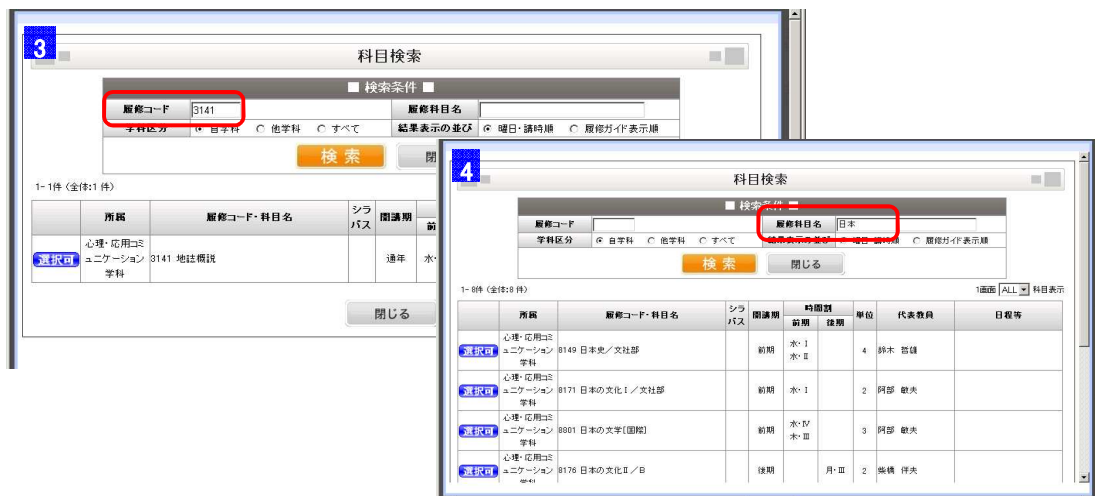 3
科目検索
■ 検索条件 ■
履修コード 3141 履修科目名
学科区分 自学科 他学科 すべて 結果表示の並び 曜日・講時順 履修ガイド表示順
検索 閉
1-1件 (全体:1 件)
所属 履修コード・科目名 シラバス 開講期 前
選択可 心理・応用コミュニケーション学科 3141 地誌概説 通年 水・
閉じる
4
科目検索
■ 検索条件 ■
履修コード 履修科目名 日本
学科区分 自学科 他学科 すべて 結果表示の並び 曜日・講時順 履修ガイド表示順
検索 閉じる
1-8件 (全体:8 件) 1画面 ALL 科目表示
所属 履修コード・科目名 シラバス 開講期 時間割 前期 後期 単位 代表教員 日程等
選択可 心理・応用コミュニケーション学科 8149 日本史／文社部 前期 水・Ⅰ 水・Ⅱ 4 鈴木 哲雄
選択可 心理・応用コミュニケーション学科 8171 日本の文化Ⅰ／文社部 前期 水・Ⅰ 2 阿部 敏夫
選択可 心理・応用コミュニケーション学科 8801 日本の文学[国際] 前期 水・Ⅳ 木・Ⅲ 3 阿部 敏夫
選択可 心理・応用コミュニケーション学科 8176 日本の文化Ⅱ／B 後期 月・Ⅲ 2 柴橋 伴夫